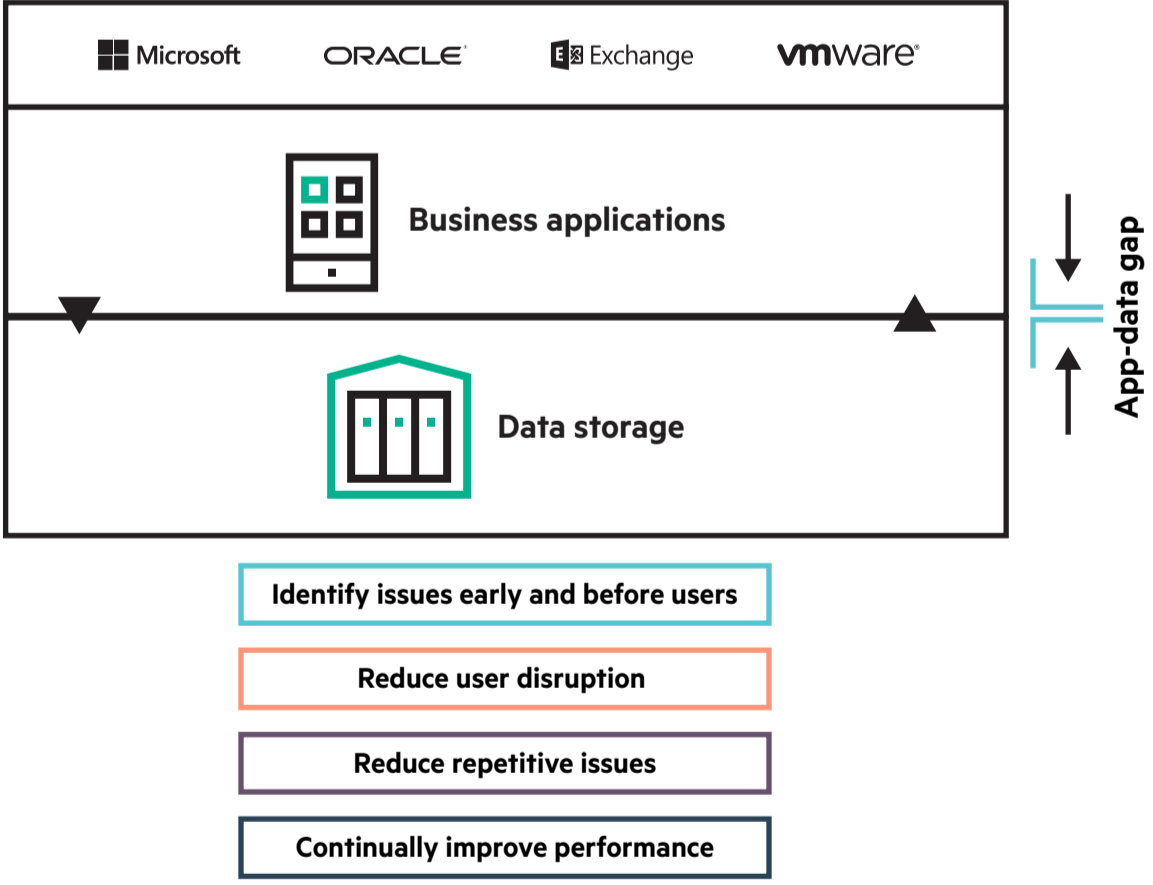 Microsoft ORACLE® Exchange vmware®
Business applications
App-data gap
Data storage
Identify issues early and before users
Reduce user disruption
Reduce repetitive issues
Continually improve performance